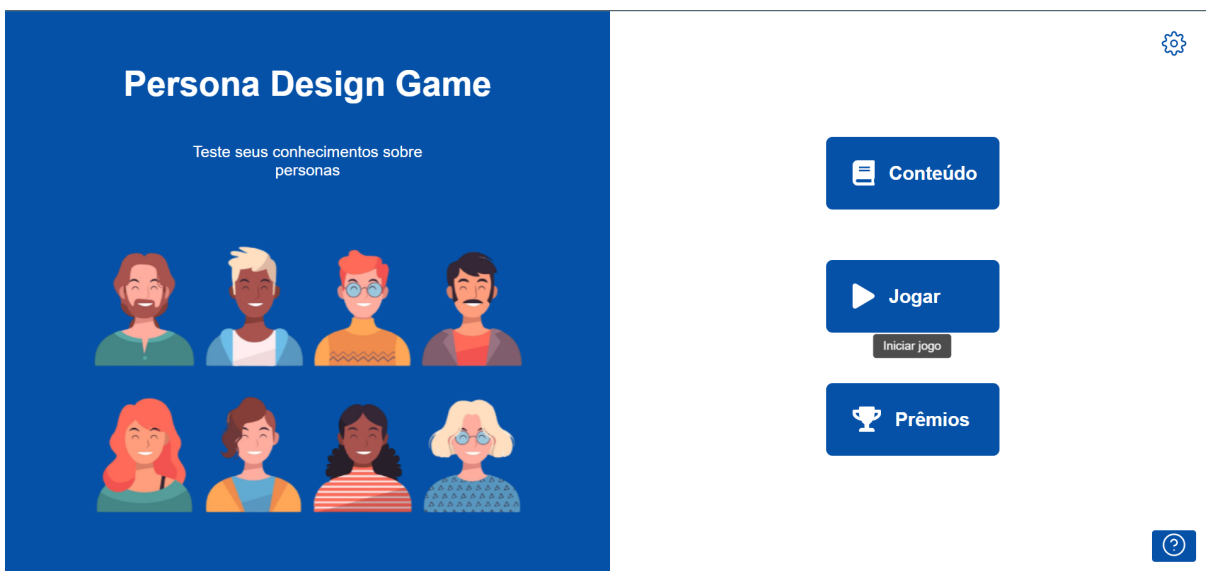 Persona Design Game
Teste seus conhecimentos sobre
personas
Conteúdo
Jogar
Iniciar jogo
Prêmios
?